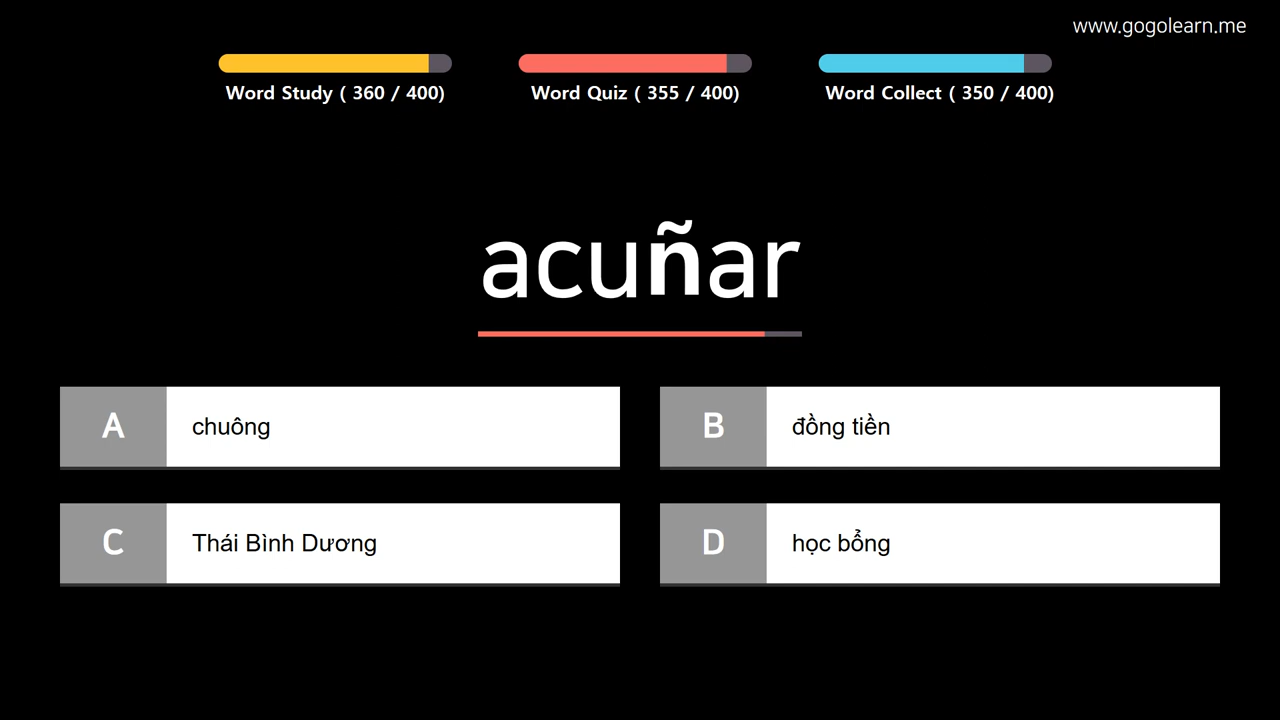 www.gogolearn.me
Word Study ( 360 / 400)
Word Quiz ( 355 / 400)
Word Collect ( 350 / 400)
acuñar
A
chuông
B
đồng tiền
C
Thái Bình Dương
D
học bổng